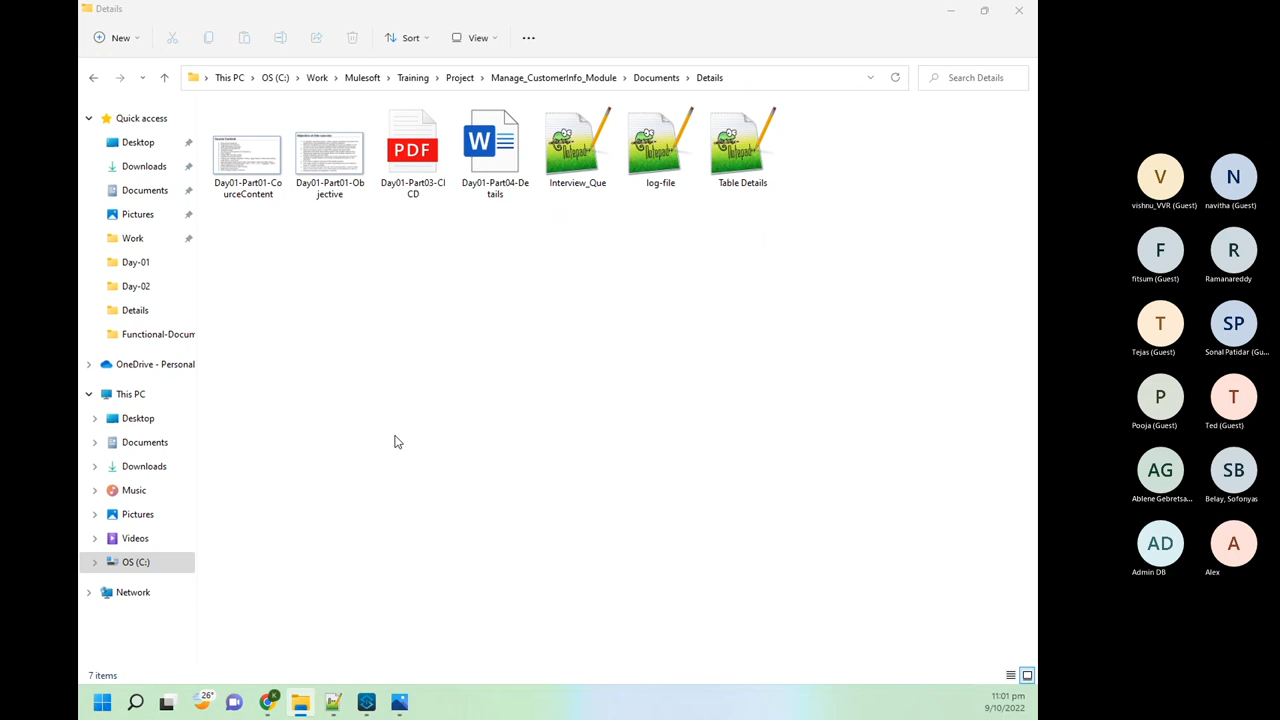 Details
New
Sort
View
This PC
OS (C:)
Work
Mulesoft
Training
Project
Manage_CustomerInfo_Module
Documents
Details
Search Details
Quick access
Desktop
Downloads
Documents
Pictures
Work
Day-01
Day-02
Details
Functional-Docum
OneDrive - Personal
This PC
Desktop
Documents
Downloads
Music
Pictures
Videos
OS (C:)
Network
Day01-Part01-Co
urceContent
Day01-Part01-Ob
jective
PDF
Day01-Part03-CI
CD
W
Day01-Part04-De
tails
Interview_Que
log-file
Table Details
7 items
26°
K
11:01 pm
9/10/2022
V
vishnu_VVR (Guest)
N
navitha (Guest)
F
fitsum (Guest)
R
Ramanareddy
T
Tejas (Guest)
SP
Sonal Patidar (Gu...
P
Pooja (Guest)
T
Ted (Guest)
AG
Ablene Gebretsa...
SB
Belay, Sofonyas
AD
Admin DB
A
Alex